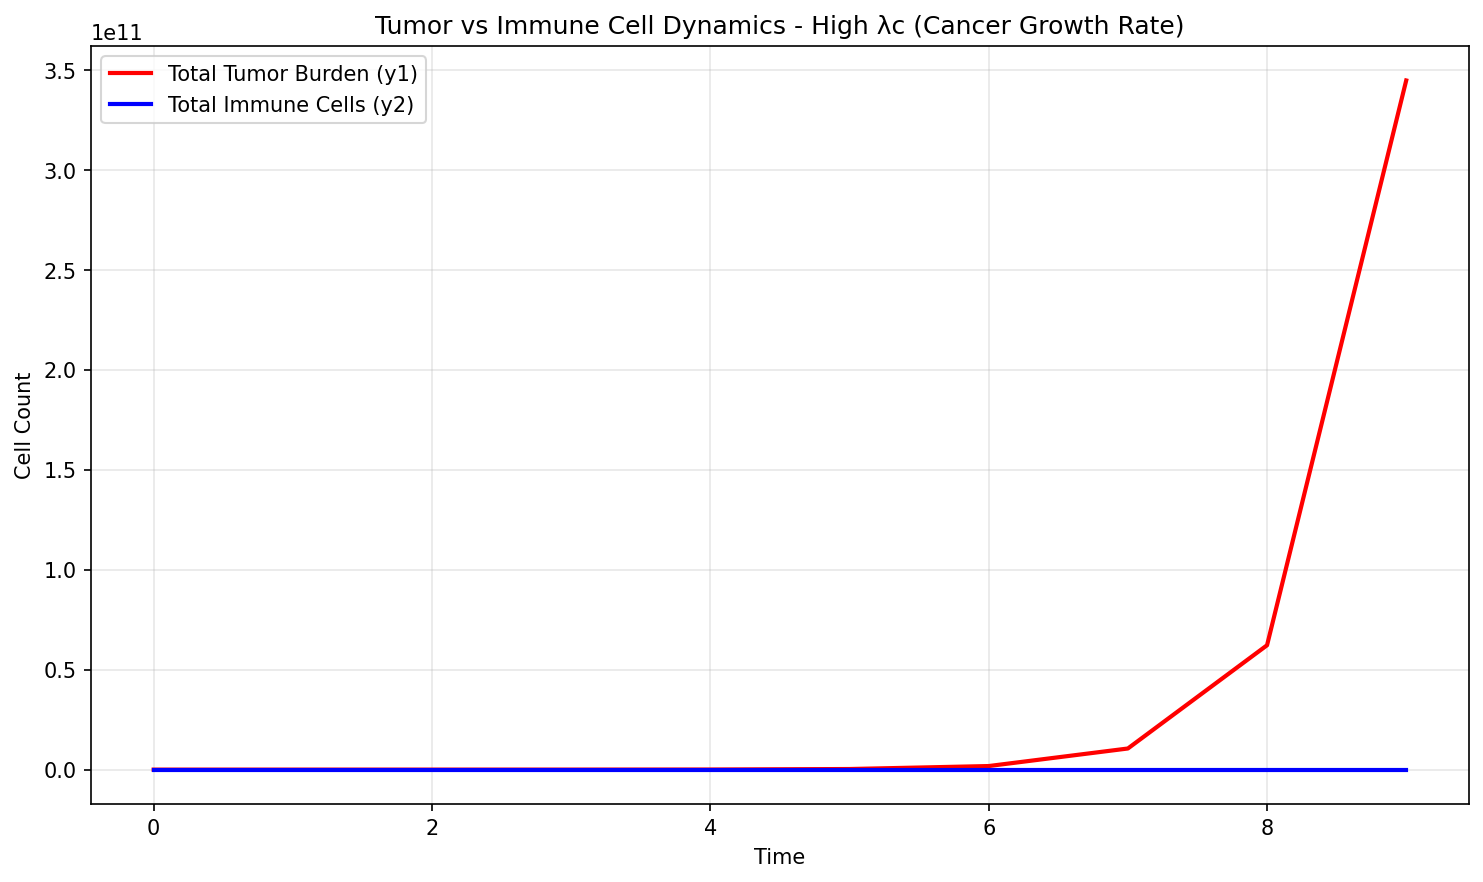 Tumor vs Immune Cell Dynamics - High λc (Cancer Growth Rate)
1e11
Total Tumor Burden (y1)
Total Immune Cells (y2)
3.5
3.0
2.5
2.0
1.5
1.0
0.5
0.0
Cell Count
0 2 4 6 8
Time